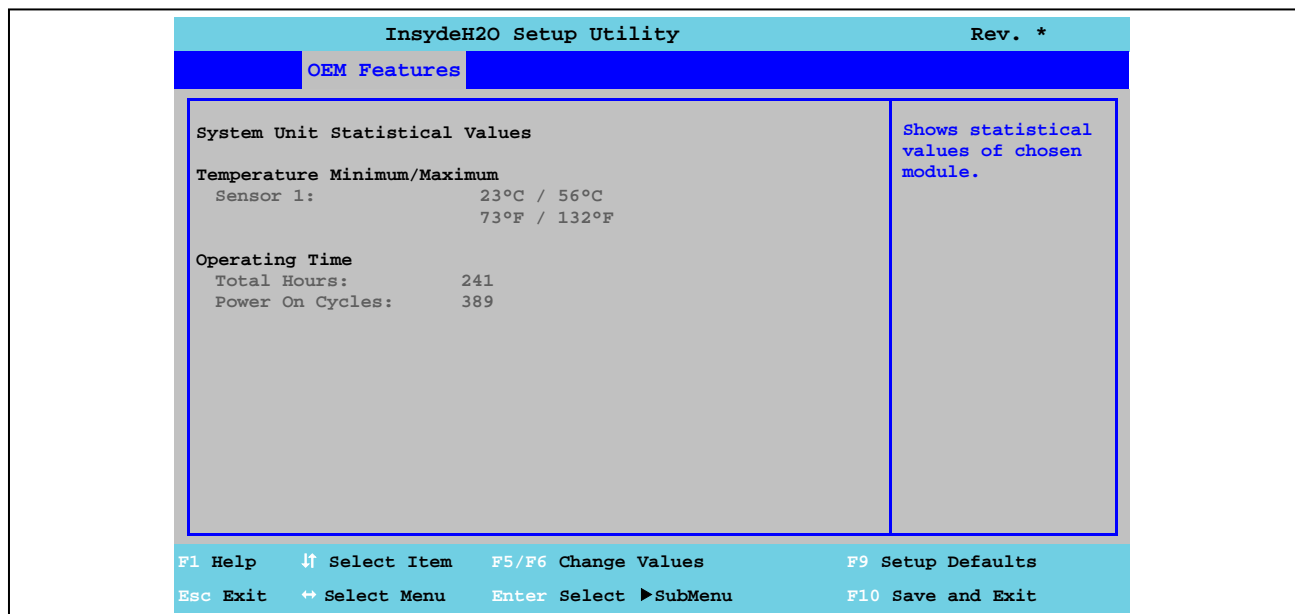 InsydeH2O Setup Utility Rev. *
OEM Features
System Unit Statistical Values
Temperature Minimum/Maximum
Sensor 1: 23°C / 56°C
73°F / 132°F
Operating Time
Total Hours: 241
Power On Cycles: 389
Shows statistical
values of chosen
module.
F1 Help ↓↑ Select Item F5/F6 Change Values F9 Setup Defaults
Esc Exit ↔ Select Menu Enter Select ▶SubMenu F10 Save and Exit